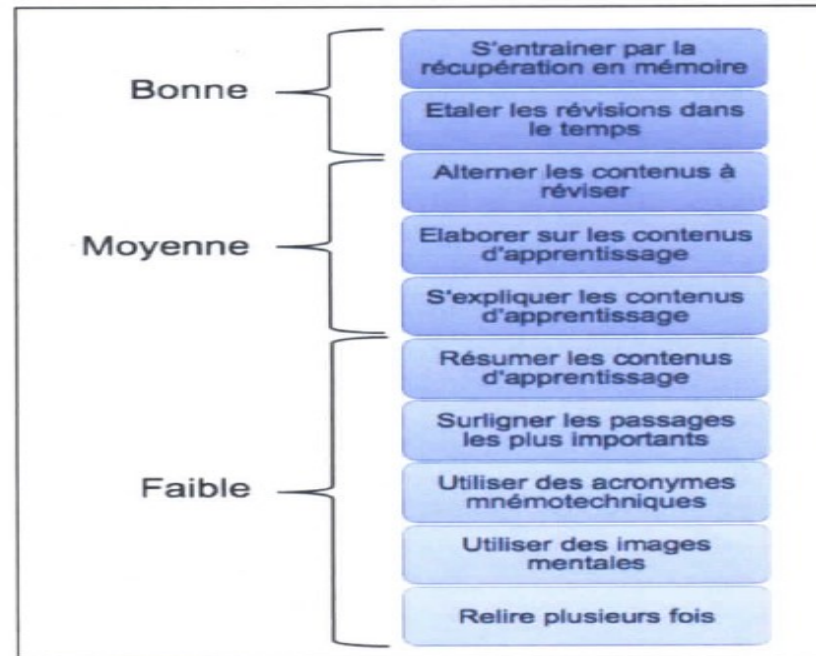 Bonne
S'entrainer par la
récupération en mémoire
Etaler les révisions dans
le temps
Moyenne
Alterner les contenus à
réviser
Elaborer sur les contenus
d'apprentissage
S'expliquer les contenus
d'apprentissage
Faible
Résumer les contenus
d'apprentissage
Surligner les passages
les plus importants
Utiliser des acronymes
mnémotechniques
Utiliser des images
mentales
Relire plusieurs fois